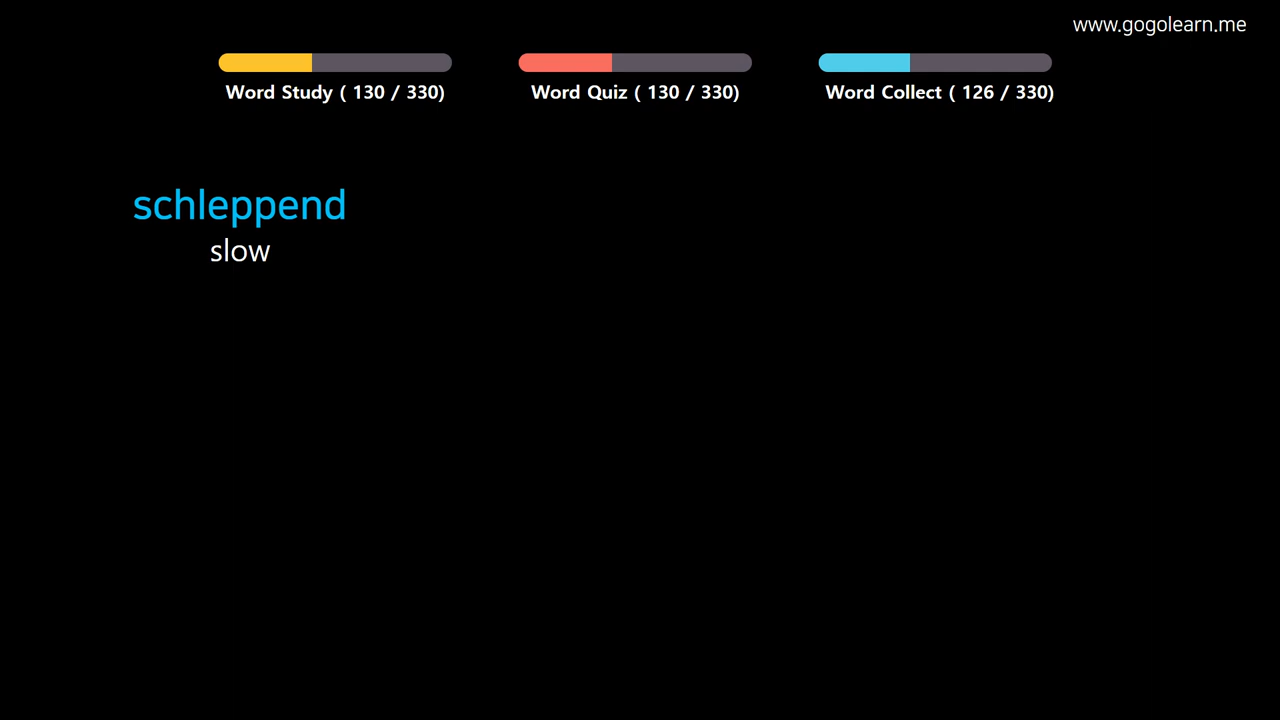 www.gogolearn.me
Word Study ( 130 / 330)
Word Quiz ( 130 / 330)
Word Collect ( 126 / 330)
schleppend
slow